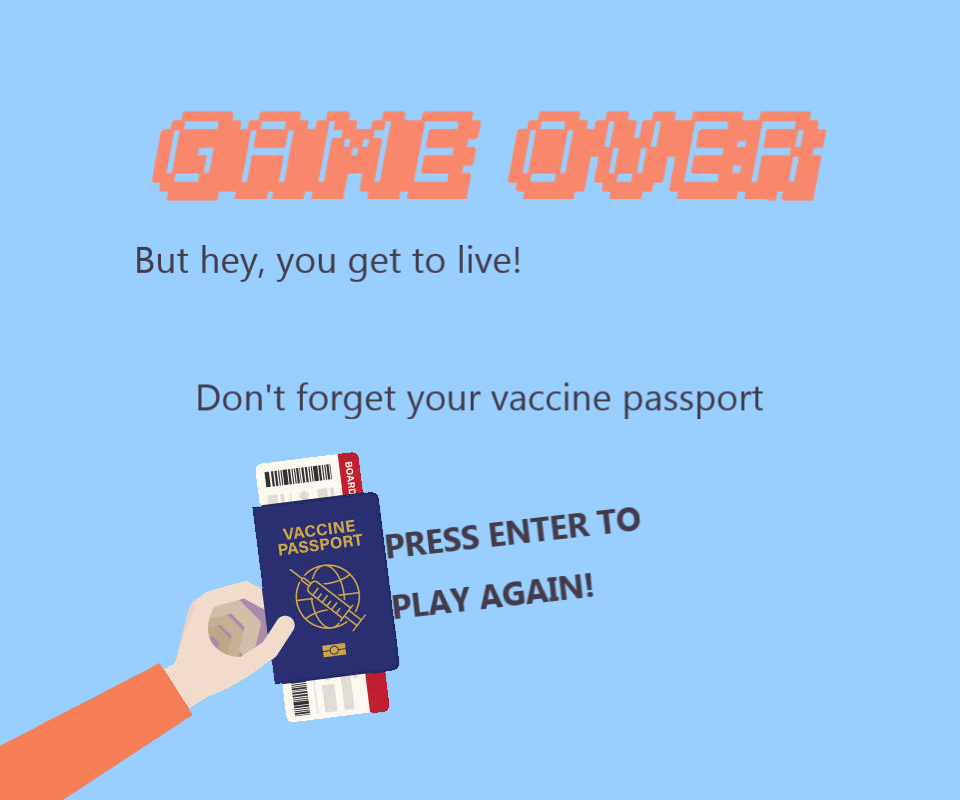 GAME OVER
But hey, you get to live!
Don't forget your vaccine passport
BOARD
VACCINE
PASSPORT
PRESS ENTER TO
PLAY AGAIN!